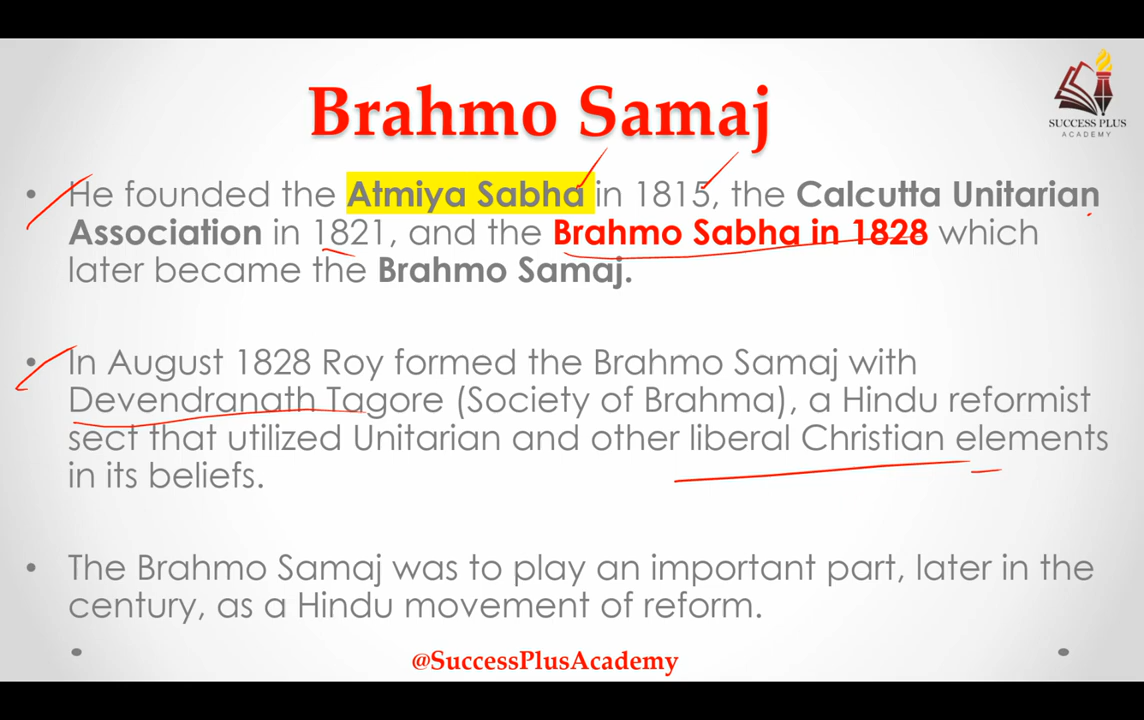 Brahmo Samaj
SUCCESS PLUS
ACADEMY
• He founded the Atmiya Sabha in 1815, the Calcutta Unitarian
Association in 1821, and the Brahmo Sabha in 1828 which
later became the Brahmo Samaj.
• In August 1828 Roy formed the Brahmo Samaj with
Devendranath Tagore (Society of Brahma), a Hindu reformist
sect that utilized Unitarian and other liberal Christian elements
in its beliefs.
• The Brahmo Samaj was to play an important part, later in the
century, as a Hindu movement of reform.
@SuccessPlusAcademy